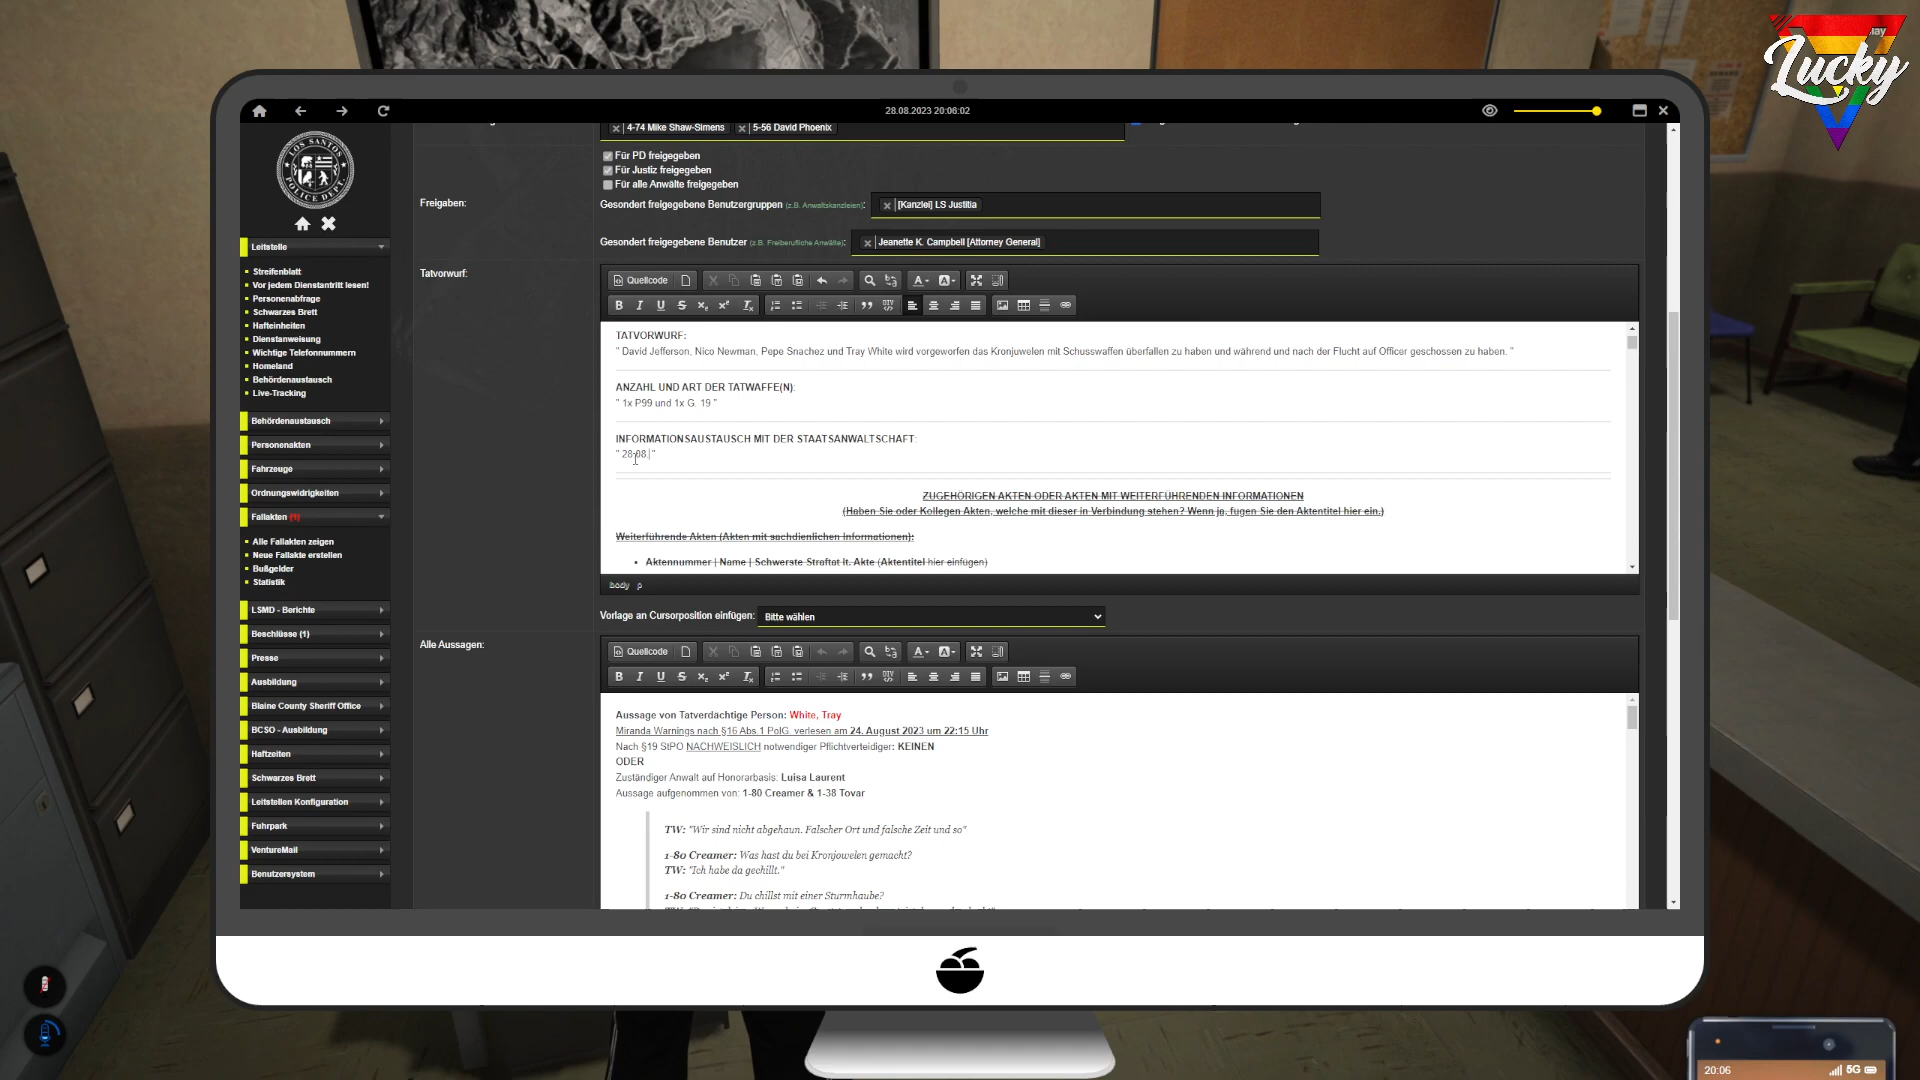 Lucky
28.08.2023 20:06:02
LOS SANTOS
POLICE DEPT.
4-74 Mike Shaw-Simens
5-56 David Phoenix
Für PD freigegeben
Für Justiz freigegeben
Für alle Anwälte freigegeben
Freigaben:
Gesondert freigegebene Benutzergruppen (z.B. Anwaltskanzleien):
[Kanzlei] LS Justitia
Gesondert freigegebene Benutzer (z.B. Freiberufliche Anwälte):
Jeanette K. Campbell [Attorney General]
Leitstelle
Streifenblatt
Vor jedem Dienstantritt lesen!
Personenabfrage
Schwarzes Brett
Hafteinheiten
Dienstanweisung
Wichtige Telefonnummern
Homeland
Behördenaustausch
Live-Tracking
Behördenaustausch
Personenakten
Fahrzeuge
Ordnungswidrigkeiten
Fallakten (1)
Alle Fallakten zeigen
Neue Fallakte erstellen
Bußgelder
Statistik
LSMD - Berichte
Beschlüsse (1)
Presse
Ausbildung
Blaine County Sheriff Office
BCSO - Ausbildung
Haftzeiten
Schwarzes Brett
Leitstellen Konfiguration
Fuhrpark
VentureMail
Benutzersystem
Tatvorwurf:
Quellcode
TATVORWURF:
" David Jefferson, Nico Newman, Pepe Snachez und Tray White wird vorgeworfen das Kronjuwelen mit Schusswaffen überfallen zu haben und während und nach der Flucht auf Officer geschossen zu haben. "
ANZAHL UND ART DER TATWAFFE(N):
" 1x P99 und 1x G. 19 "
INFORMATIONSAUSTAUSCH MIT DER STAATSANWALTSCHAFT:
" 28.08. "
ZUGEHÖRIGEN AKTEN ODER AKTEN MIT WEITERFÜHRENDEN INFORMATIONEN
(Haben Sie oder Kollegen Akten, welche mit dieser in Verbindung stehen? Wenn ja, fugen Sie den Aktentitel hier ein.)
Weiterführende Akten (Akten mit sachdienlichen Informationen):
Aktennummer | Name | Schwerste Straftat lt. Akte (Aktentitel hier einfügen)
body p
Vorlage an Cursorposition einfügen:
Bitte wählen
Alle Aussagen:
Quellcode
Aussage von Tatverdächtige Person: White, Tray
Miranda Warnings nach §16 Abs.1 PolG. verlesen am 24. August 2023 um 22:15 Uhr
Nach §19 StPO NACHWEISLICH notwendiger Pflichtverteidiger: KEINEN
ODER
Zuständiger Anwalt auf Honorarbasis: Luisa Laurent
Aussage aufgenommen von: 1-80 Creamer & 1-38 Tovar
TW: "Wir sind nicht abgehaun. Falscher Ort und falsche Zeit und so"
1-80 Creamer: Was hast du bei Kronjowelen gemacht?
TW: "Ich habe da gechillt."
1-80 Creamer: Du chillst mit einer Sturmhaube?
20:06
5G